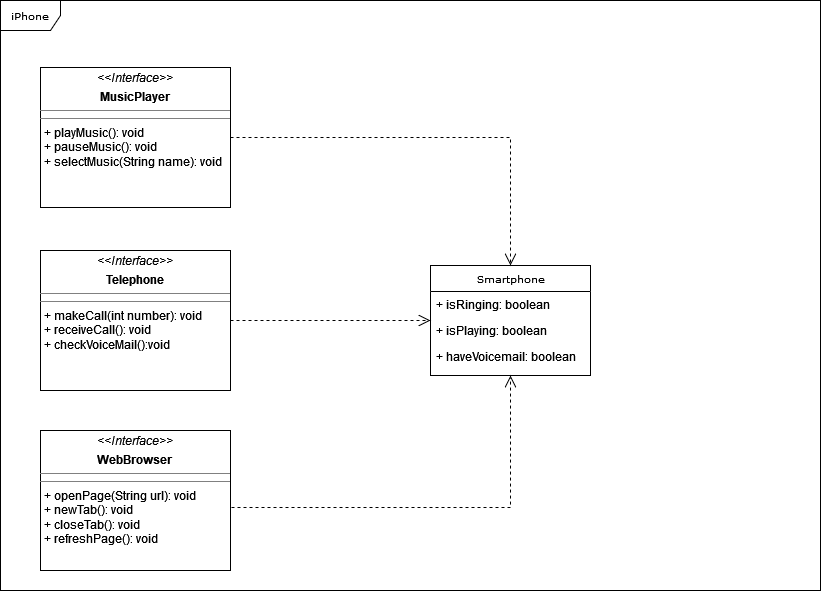 iPhone
<<Interface>>
MusicPlayer
+ playMusic(): void
+ pauseMusic(): void
+ selectMusic(String name): void
<<Interface>>
Telephone
+ makeCall(int number): void
+ receiveCall(): void
+ checkVoiceMail():void
Smartphone
+ isRinging: boolean
+ isPlaying: boolean
+ haveVoicemail: boolean
<<Interface>>
WebBrowser
+ openPage(String url): void
+ newTab(): void
+ closeTab(): void
+ refreshPage(): void